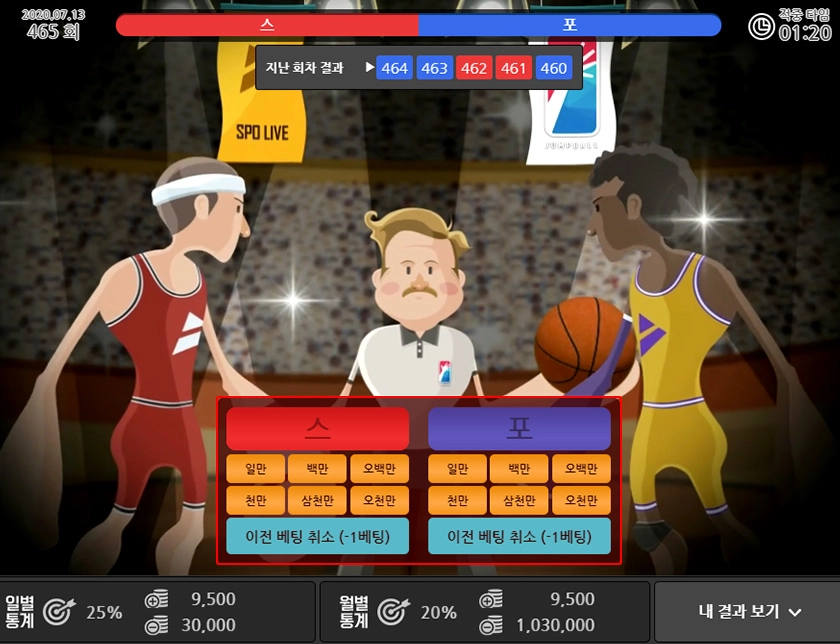 2020.07.13
465 회
스
포
적중 타임
01:20
지난 회차 결과 ▶ 464 463 462 461 460
SPO LIVE
JUMPBALL
스
포
일만 백만 오백만
일만 백만 오백만
천만 삼천만 오천만
천만 삼천만 오천만
이전 베팅 취소 (-1베팅)
이전 베팅 취소 (-1베팅)
일별
통계
25%
9,500
30,000
월별
통계
20%
9,500
1,030,000
내 결과 보기